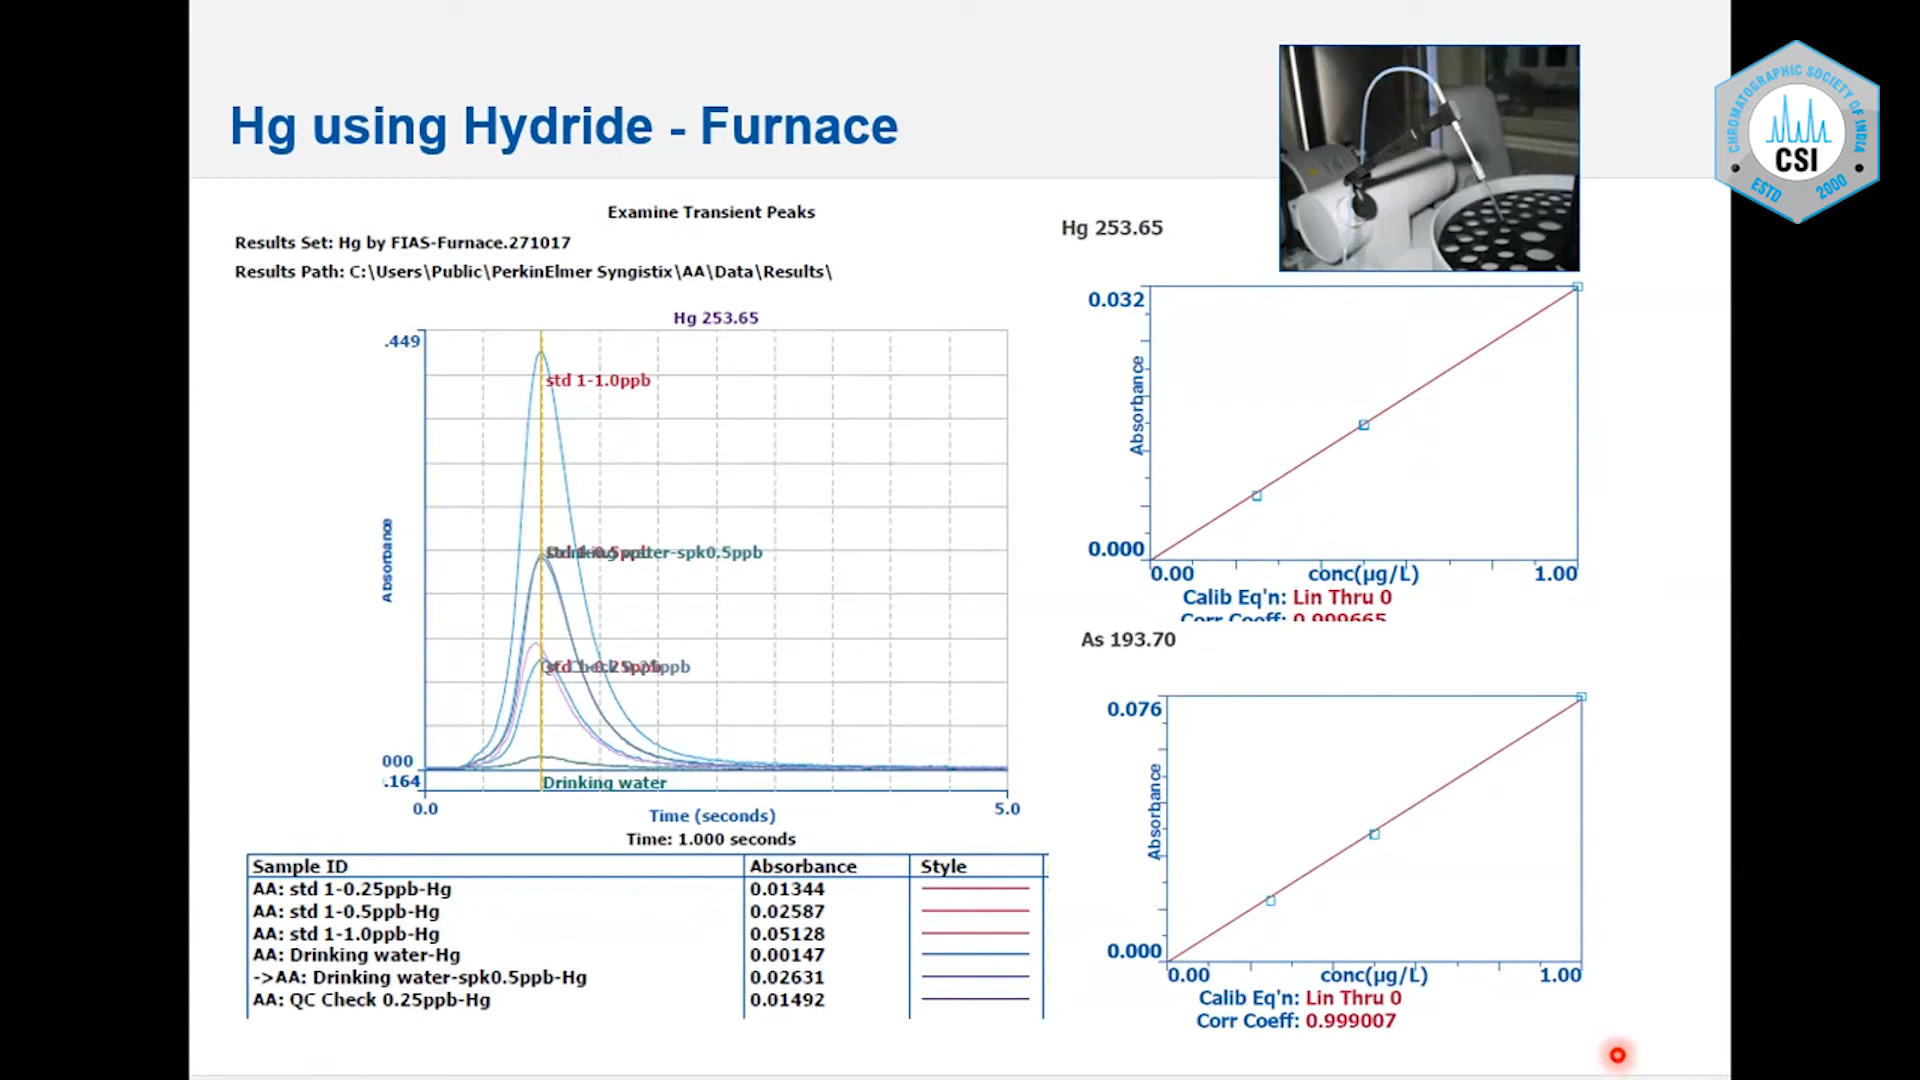 Hg using Hydride - Furnace
CHROMATOGRAPHIC SOCIETY OF INDIA
CSI
ESTD 2000
Examine Transient Peaks
Results Set: Hg by FIAS-Furnace.271017
Results Path: C:\Users\Public\PerkinElmer Syngistix\AA\Data\Results\
Hg 253.65
.449
std 1-1.0ppb
Absorbance
std 1-0.5ppb
Drinking water-spk0.5ppb
std 1-0.25ppb
QC Check 0.25ppb
000
.164
Drinking water
0.0
5.0
Time (seconds)
Time: 1.000 seconds
Sample ID Absorbance Style
AA: std 1-0.25ppb-Hg 0.01344
AA: std 1-0.5ppb-Hg 0.02587
AA: std 1-1.0ppb-Hg 0.05128
AA: Drinking water-Hg 0.00147
->AA: Drinking water-spk0.5ppb-Hg 0.02631
AA: QC Check 0.25ppb-Hg 0.01492
Hg 253.65
0.032
Absorbance
0.000
0.00 conc(µg/L) 1.00
Calib Eq'n: Lin Thru 0
Corr Coeff: 0.999665
As 193.70
0.076
Absorbance
0.000
0.00 conc(µg/L) 1.00
Calib Eq'n: Lin Thru 0
Corr Coeff: 0.999007